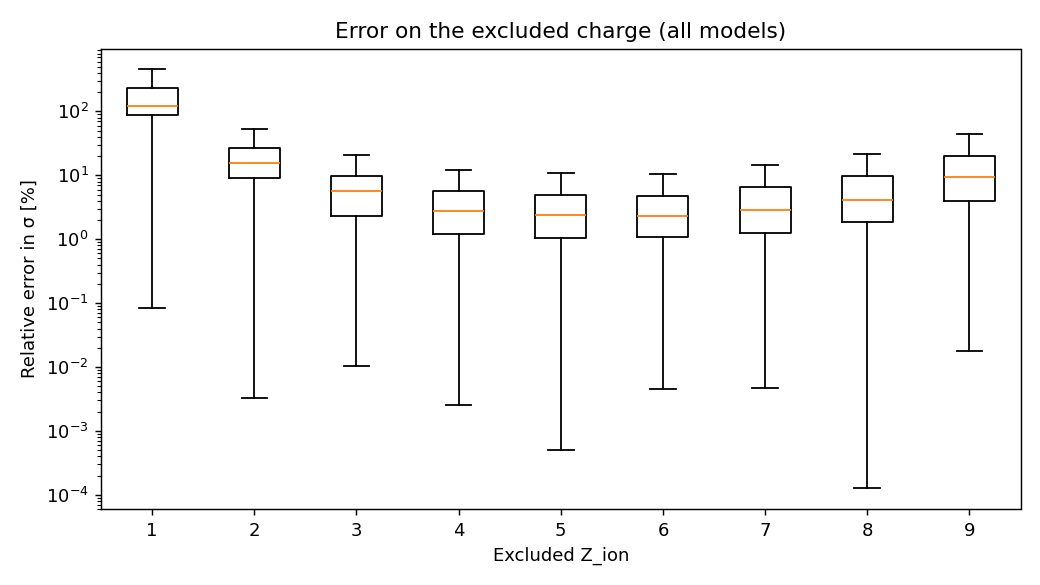 Error on the excluded charge (all models)
Relative error in σ [%]
10²
10¹
10⁰
10⁻¹
10⁻²
10⁻³
10⁻⁴
1 2 3 4 5 6 7 8 9
Excluded Z_ion